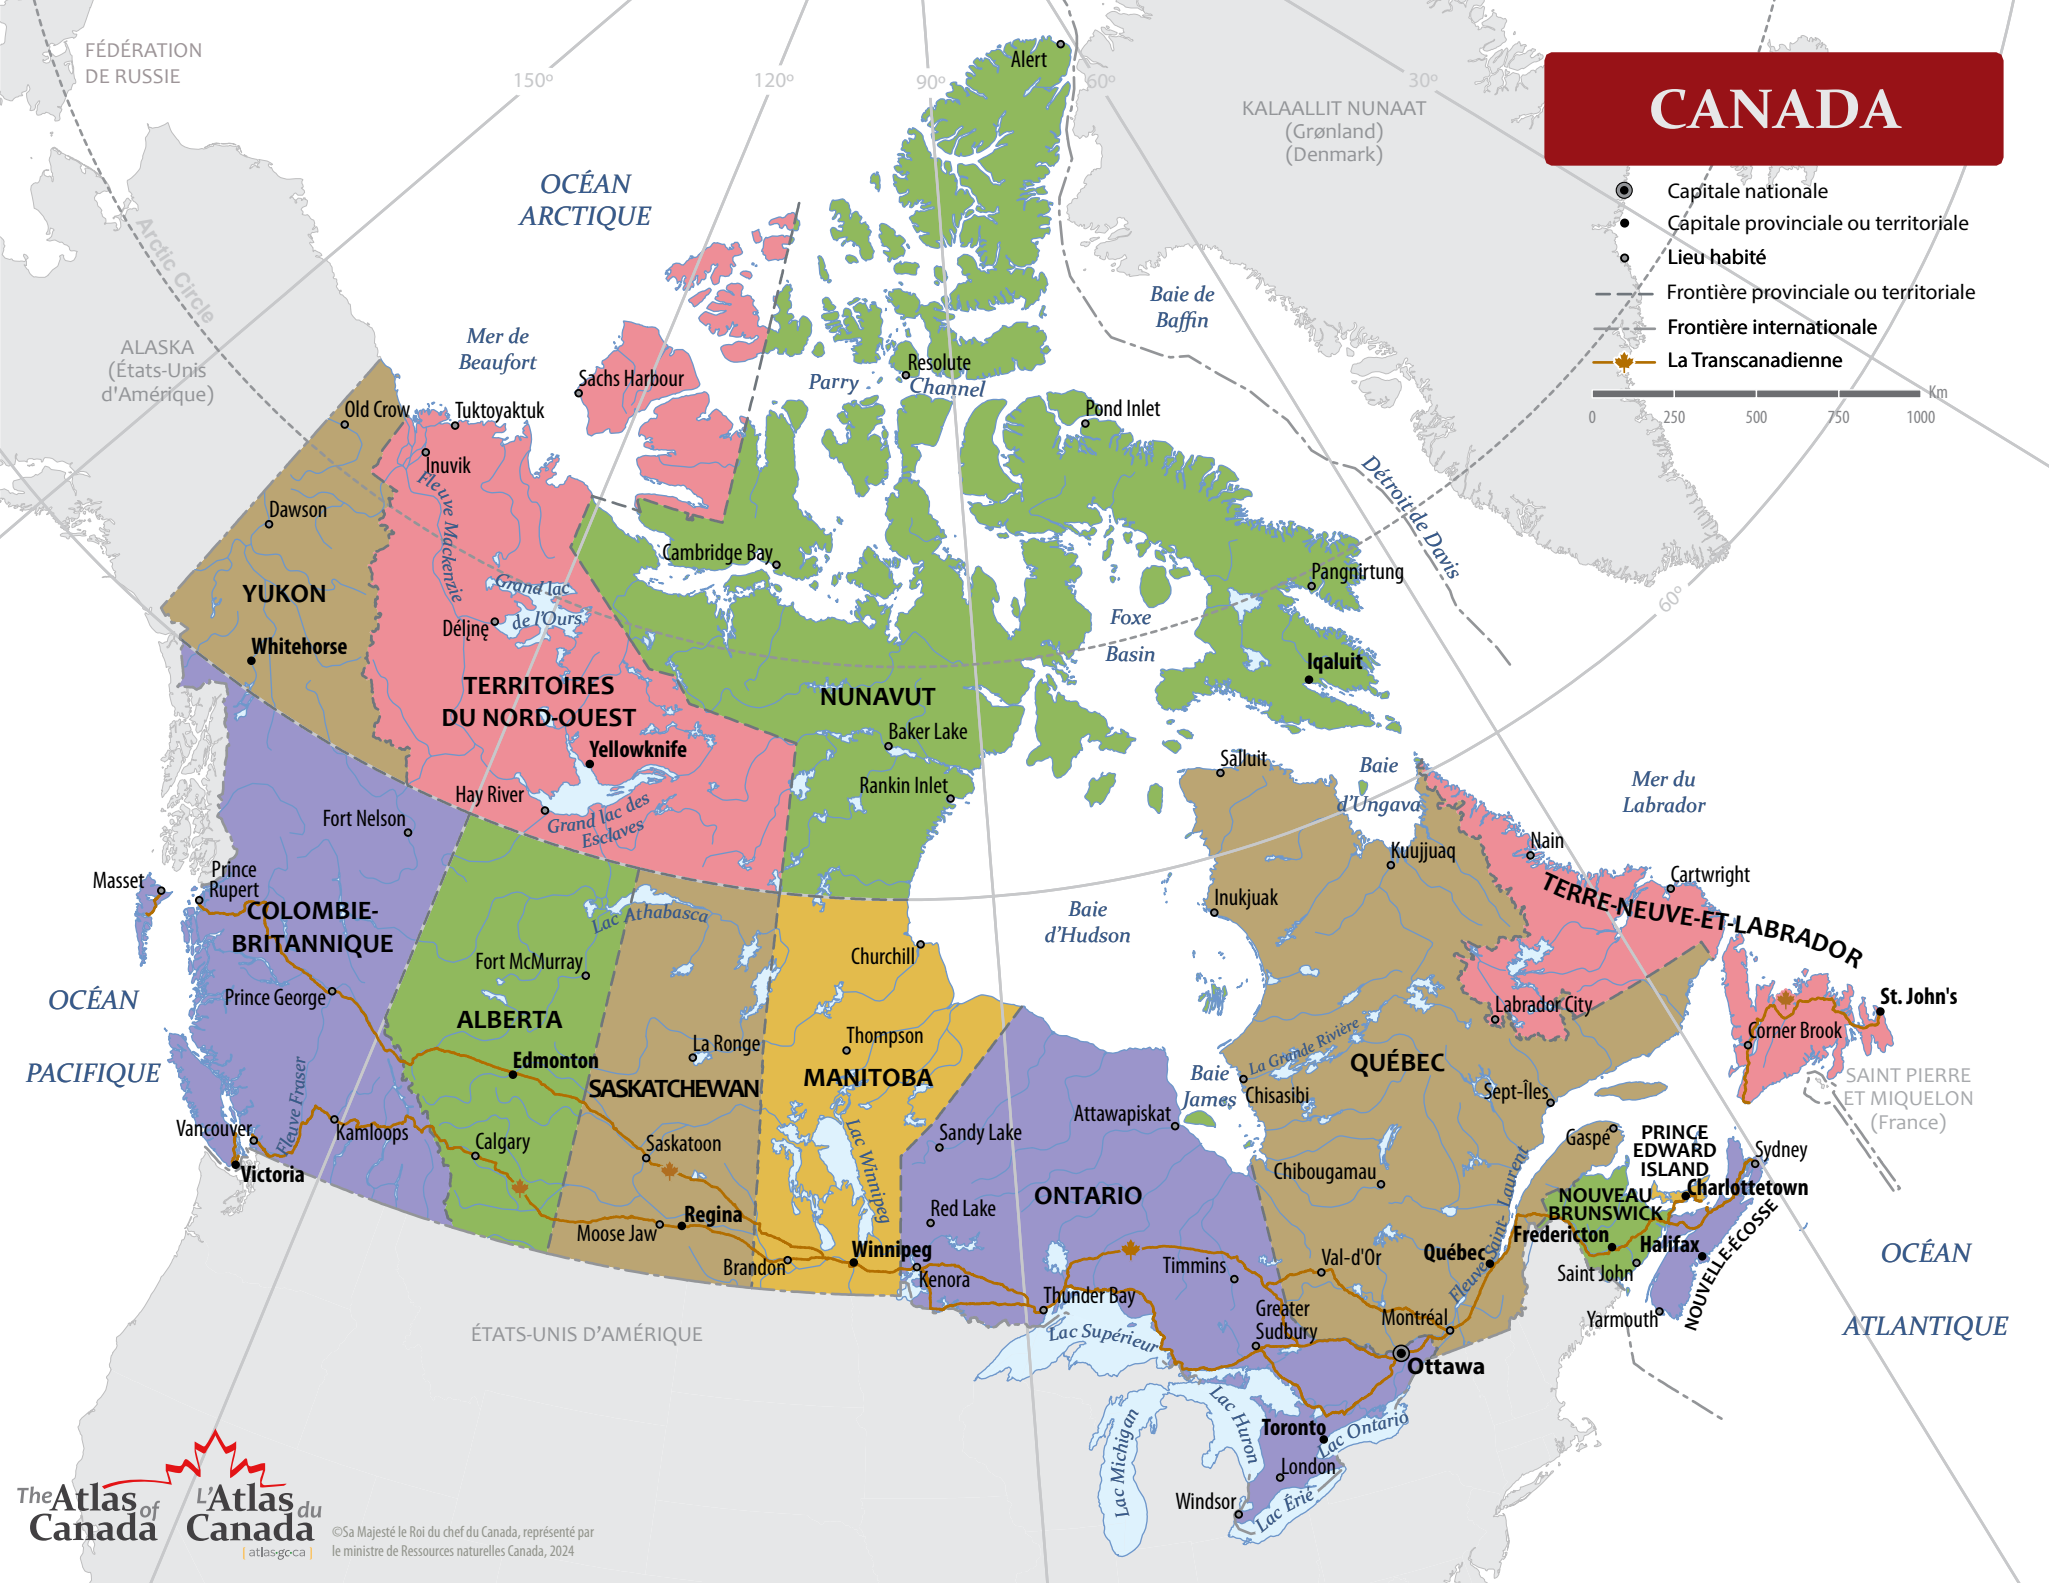 FÉDÉRATION
DE RUSSIE
150º
120º
90º
60º
30º
Alert
KALAALLIT NUNAAT
(Grønland)
(Denmark)
CANADA
Capitale nationale
Capitale provinciale ou territoriale
Lieu habité
Frontière provinciale ou territoriale
Frontière internationale
La Transcanadienne
Km
0 250 500 750 1000
OCÉAN
ARCTIQUE
Arctic Circle
ALASKA
(États-Unis
d'Amérique)
Mer de
Beaufort
Baie de
Baffin
Sachs Harbour
Resolute
Parry
Channel
Pond Inlet
Old Crow
Tuktoyaktuk
Inuvik
Fleuve Mackenzie
Dawson
Détroit de Davis
Cambridge Bay
Pangnirtung
YUKON
Grand lac
de l'Ours
Délįnę
Foxe
Basin
60º
Whitehorse
Iqaluit
TERRITOIRES
DU NORD-OUEST
NUNAVUT
Baker Lake
Yellowknife
Rankin Inlet
Hay River
Grand lac des
Esclaves
Salluit
Baie
d'Ungava
Mer du
Labrador
Fort Nelson
Kuujjuaq
Nain
Cartwright
TERRE-NEUVE-ET-LABRADOR
Masset
Prince
Rupert
COLOMBIE-
BRITANNIQUE
Lac Athabasca
Inukjuak
Baie
d'Hudson
Churchill
Fort McMurray
Prince George
OCÉAN
PACIFIQUE
Labrador City
St. John's
Corner Brook
ALBERTA
Edmonton
La Ronge
Thompson
SASKATCHEWAN
MANITOBA
La Grande Rivière
QUÉBEC
Baie
James
Chisasibi
Sept-Îles
SAINT PIERRE
ET MIQUELON
(France)
Fleuve Fraser
Vancouver
Kamloops
Victoria
Calgary
Saskatoon
Lac Winnipeg
Attawapiskat
Sandy Lake
Chibougamau
Gaspé
PRINCE
EDWARD
ISLAND
Sydney
Charlottetown
ONTARIO
Fleuve Saint-Laurent
NOUVEAU
BRUNSWICK
Fredericton
Halifax
NOUVELLE-ÉCOSSE
Saint John
Yarmouth
Red Lake
Moose Jaw
Regina
Brandon
Winnipeg
Kenora
Thunder Bay
Timmins
Val-d'Or
Québec
Greater
Sudbury
Montréal
Ottawa
OCÉAN
ATLANTIQUE
ÉTATS-UNIS D'AMÉRIQUE
Lac Supérieur
Lac Michigan
Lac Huron
Toronto
Lac Ontario
London
Windsor
Lac Érié
The Atlas of
Canada
L'Atlas du
Canada
atlas.gc.ca
©Sa Majesté le Roi du chef du Canada, représenté par
le ministre de Ressources naturelles Canada, 2024